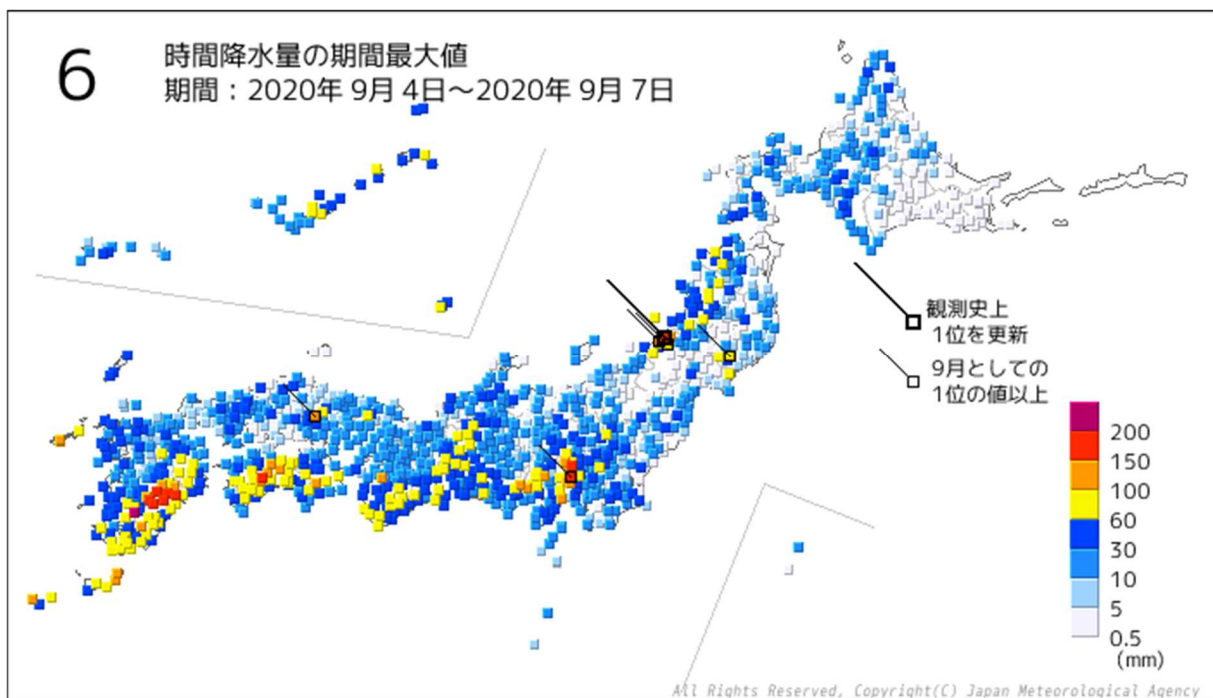 6
時間降水量の期間最大値
期間：2020年 9月 4日～2020年 9月 7日
観測史上
1位を更新
9月としての
1位の値以上
200
150
100
60
30
10
5
0.5
(mm)
All Rights Reserved, Copyright(C) Japan Meteorological Agency